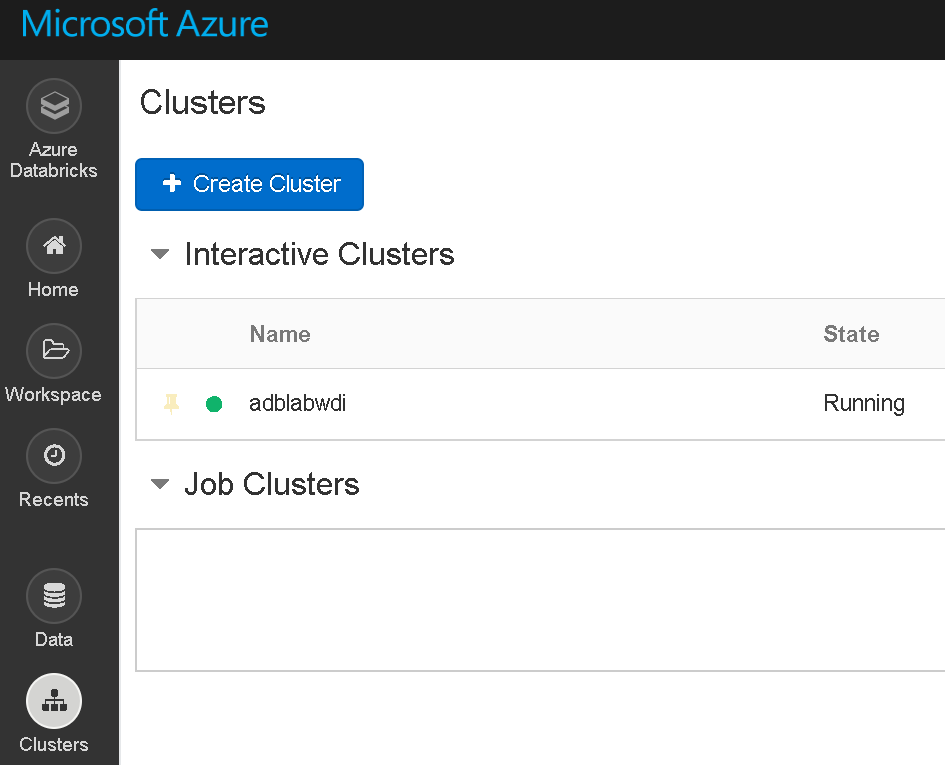 Microsoft Azure
Azure
Databricks
Home
Workspace
Recents
Data
Clusters
Clusters
Create Cluster
Interactive Clusters
Name State
adblabwdi Running
Job Clusters